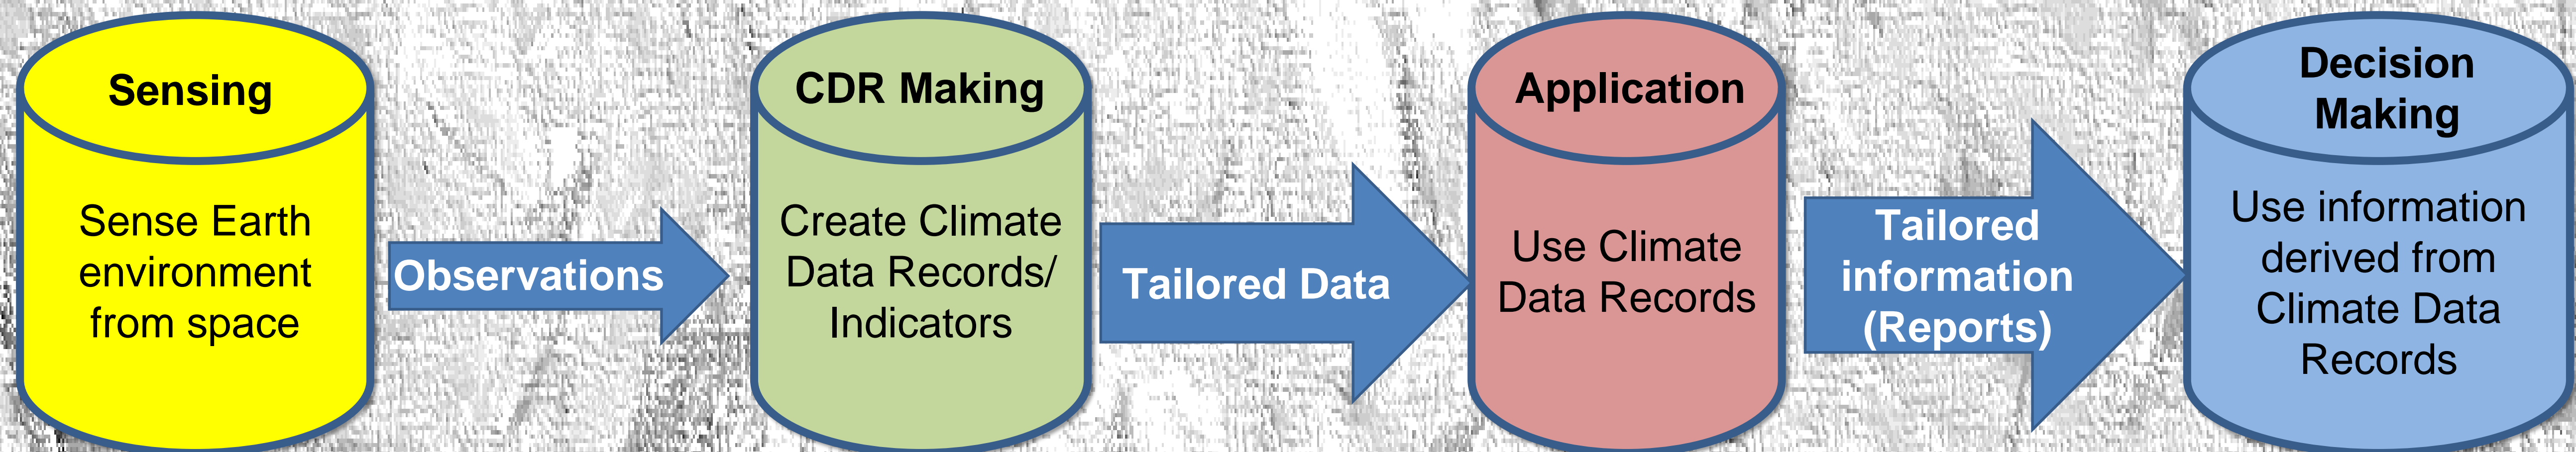 Sensing
Sense Earth
environment
from space
Observations
CDR Making
Create Climate
Data Records/
Indicators
Tailored Data
Application
Use Climate
Data Records
Tailored
information
(Reports)
Decision
Making
Use information
derived from
Climate Data
Records